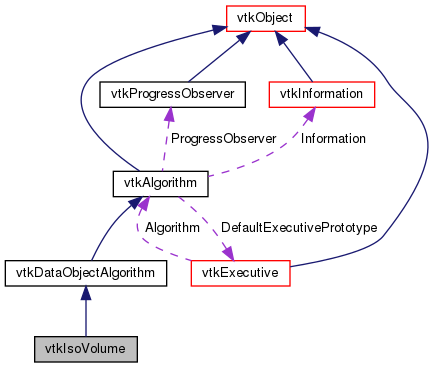 vtkObject
vtkProgressObserver
vtkInformation
ProgressObserver
Information
vtkAlgorithm
Algorithm
DefaultExecutivePrototype
vtkDataObjectAlgorithm
vtkExecutive
vtkIsoVolume